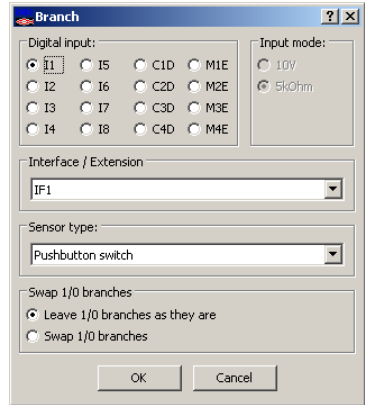 Branch
Digital input: Input mode:
I1 I5 C1D M1E 10V
I2 I6 C2D M2E 5kOhm
I3 I7 C3D M3E
I4 I8 C4D M4E
Interface / Extension
IF1
Sensor type:
Pushbutton switch
Swap 1/0 branches
Leave 1/0 branches as they are
Swap 1/0 branches
OK Cancel